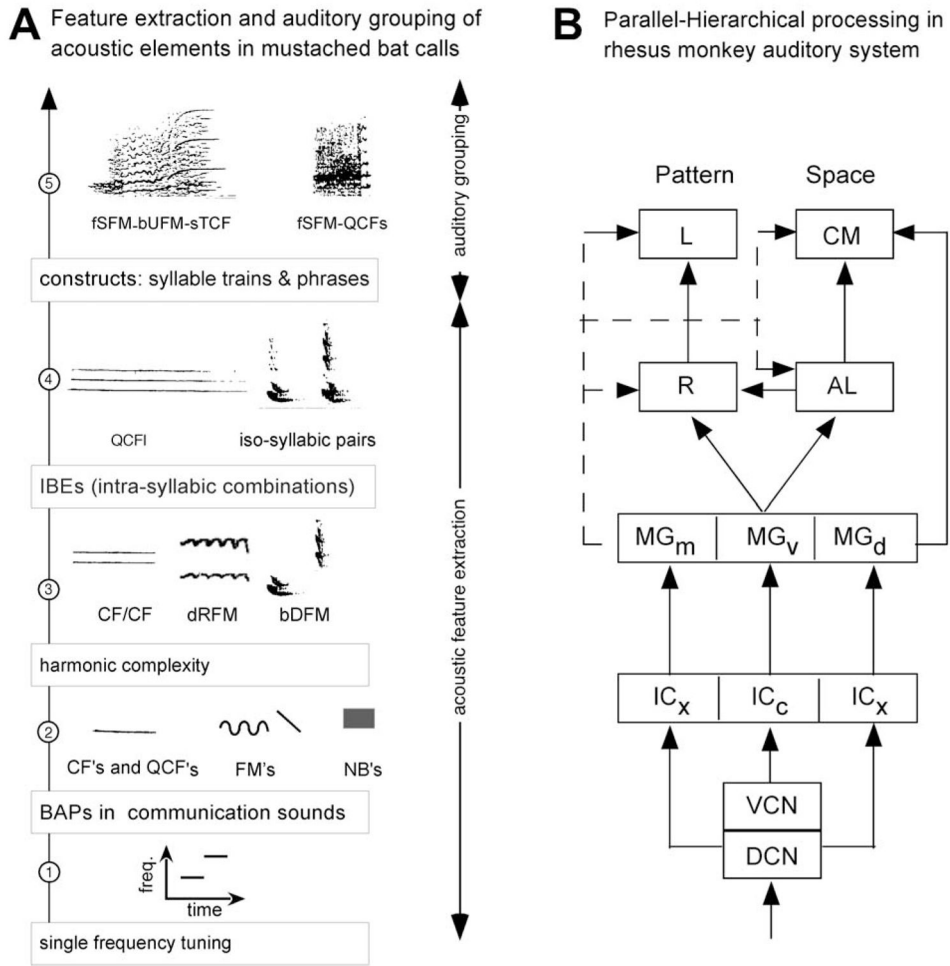 A Feature extraction and auditory grouping of
acoustic elements in mustached bat calls
5
fSFM-bUFM-sTCF
fSFM-QCFs
constructs: syllable trains & phrases
4
QCFl
iso-syllabic pairs
IBEs (intra-syllabic combinations)
3
CF/CF
dRFM
bDFM
harmonic complexity
2
CF's and QCF's
FM's
NB's
BAPs in communication sounds
1
freq.
time
single frequency tuning
auditory grouping
acoustic feature extraction
B Parallel-Hierarchical processing in
rhesus monkey auditory system
Pattern
Space
L
CM
R
AL
MGm
MGv
MGd
ICx
ICc
ICx
VCN
DCN